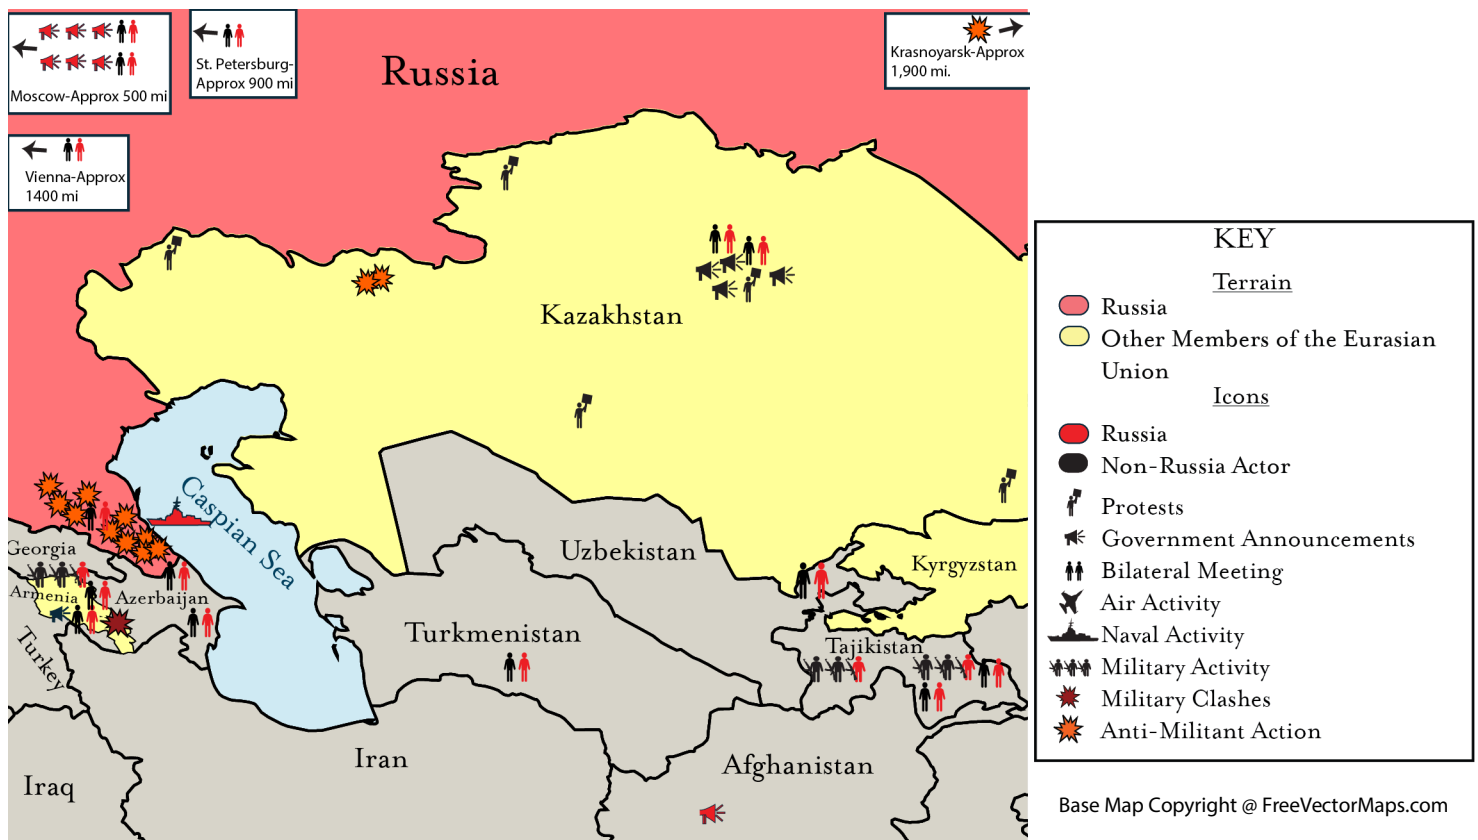 Moscow-Approx 500 mi
St. Petersburg-
Approx 900 mi
Krasnoyarsk-Approx
1,900 mi.
Vienna-Approx
1400 mi
Russia
Kazakhstan
Caspian Sea
Georgia
Armenia
Azerbaijan
Turkey
Uzbekistan
Kyrgyzstan
Turkmenistan
Tajikistan
Iran
Iraq
Afghanistan
KEY
Terrain
Russia
Other Members of the Eurasian
Union
Icons
Russia
Non-Russia Actor
Protests
Government Announcements
Bilateral Meeting
Air Activity
Naval Activity
Military Activity
Military Clashes
Anti-Militant Action
Base Map Copyright @ FreeVectorMaps.com